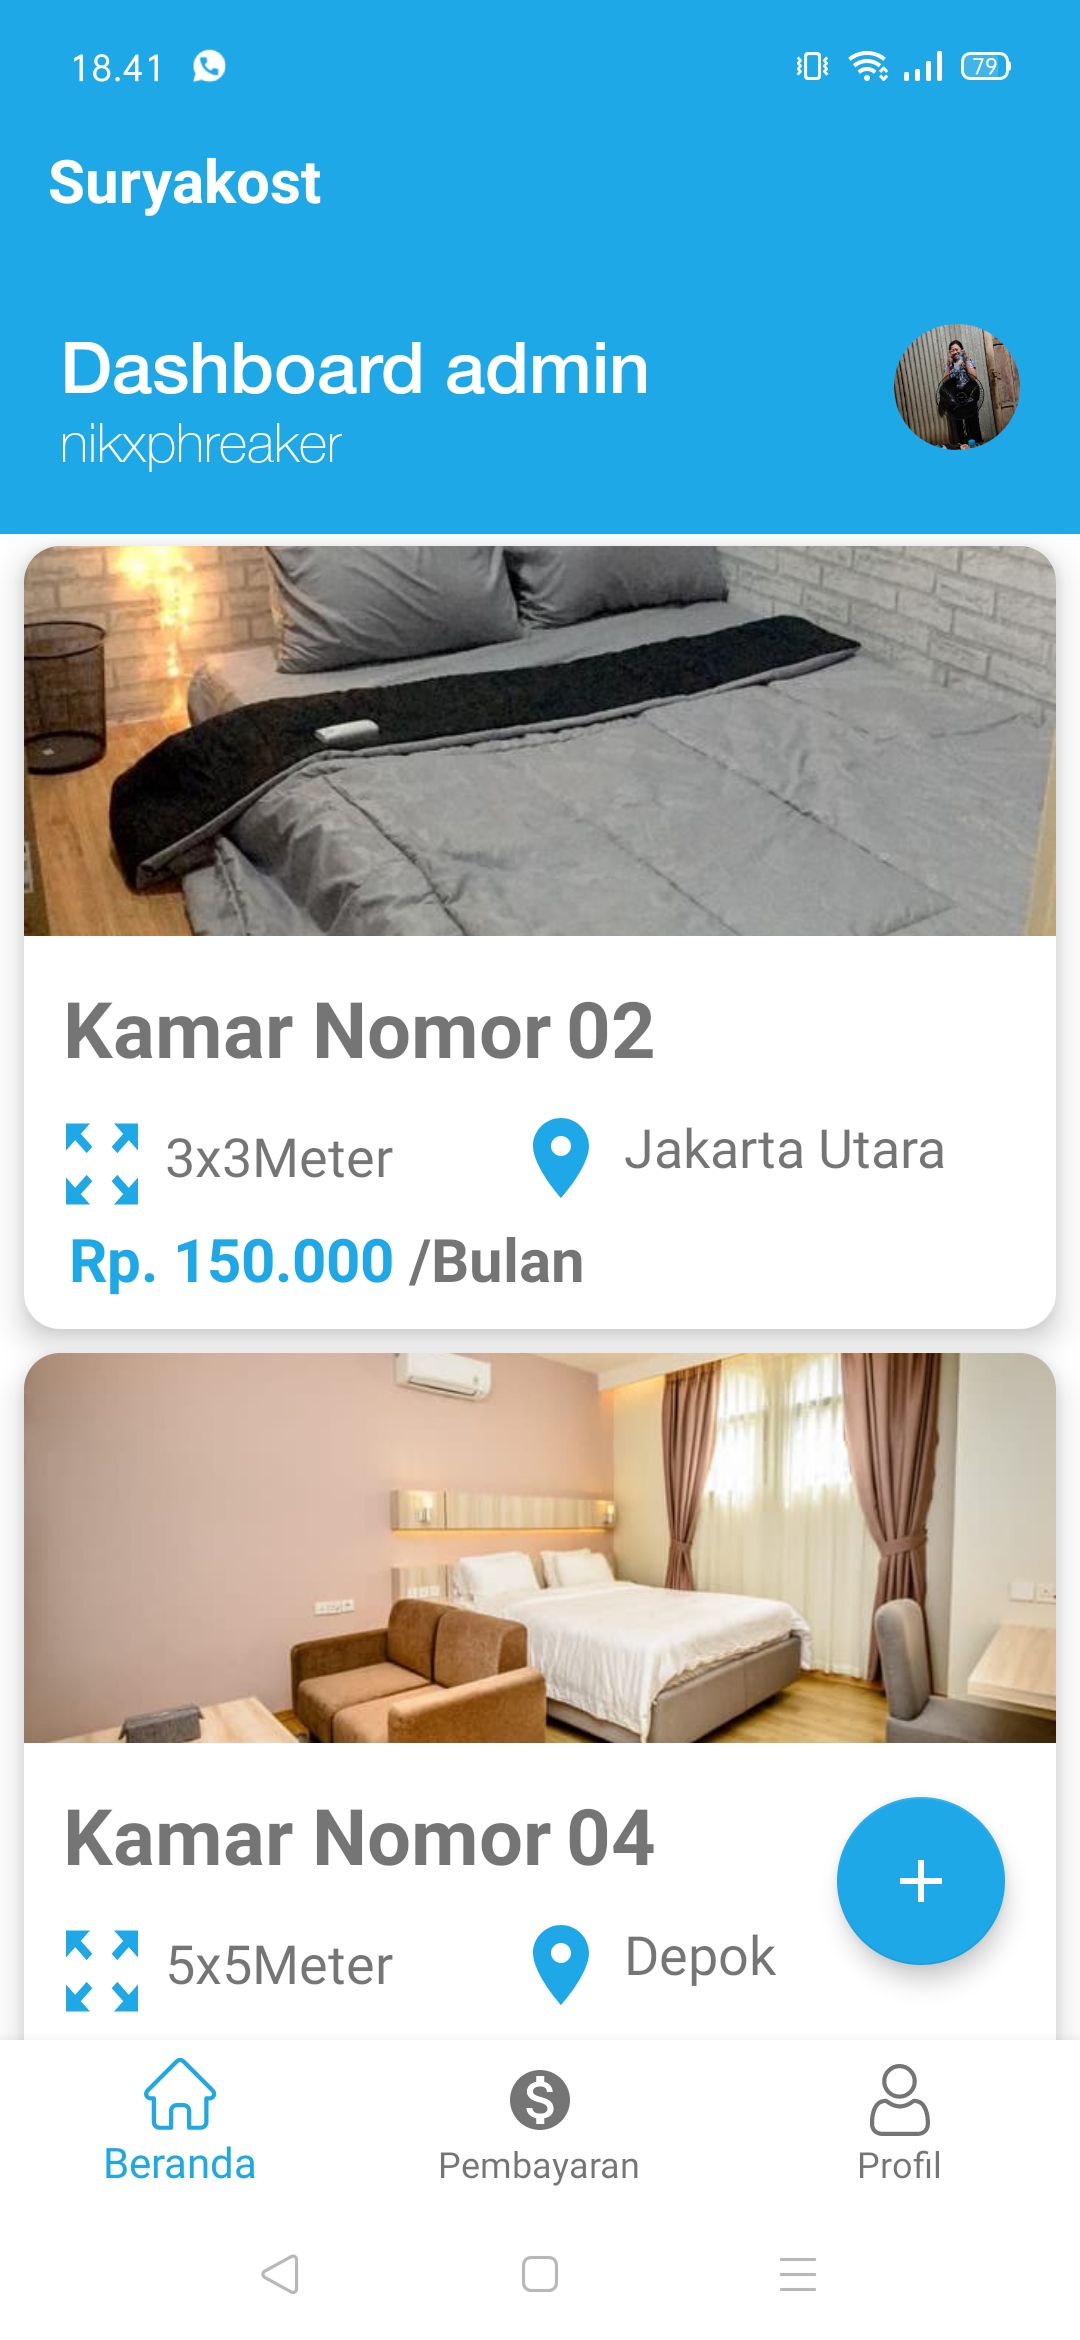 18.41
79
Suryakost
Dashboard admin
nikxphreaker
Kamar Nomor 02
3x3Meter
Jakarta Utara
Rp. 150.000 /Bulan
Kamar Nomor 04
5x5Meter
Depok
Beranda
Pembayaran
Profil